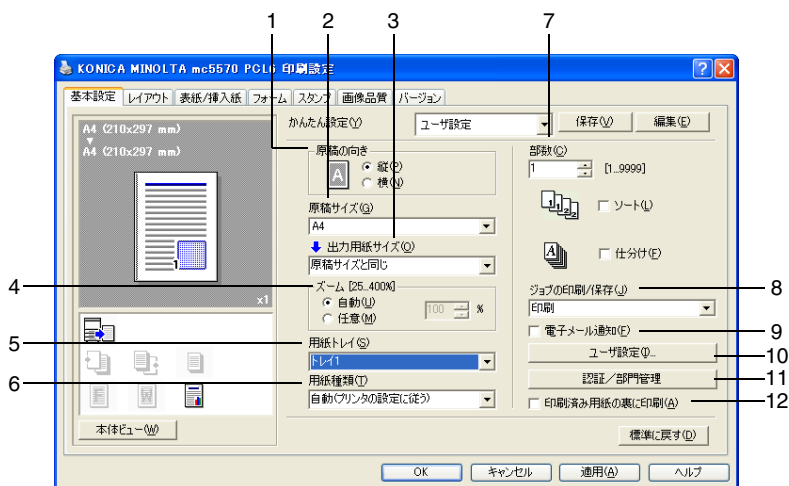 1
2
3
7
KONICA MINOLTA mc5570 PCL6 印刷設定
基本設定 レイアウト 表紙/挿入紙 フォーム スタンプ 画像品質 バージョン
A4 (210x297 mm)
A4 (210x297 mm)
1
x1
本体ビュー(W)
かんたん設定(Y) ユーザ設定 保存(V) 編集(E)
原稿の向き
A
縦(P)
横(N)
原稿サイズ(G)
A4
出力用紙サイズ(O)
原稿サイズと同じ
4
ズーム [25..400%]
自動(U)
任意(M)
100 %
5
用紙トレイ(S)
トレイ1
6
用紙種類(T)
自動(プリンタの設定に従う)
部数(C)
1 [1..9999]
1 1 2 2 ソート(L)
A 仕分け(F)
ジョブの印刷/保存(J) 8
印刷
電子メール通知(F) 9
ユーザ設定(I)... 10
認証/部門管理 11
印刷済み用紙の裏に印刷(A) 12
標準に戻す(D)
OK キャンセル 適用(A) ヘルプ